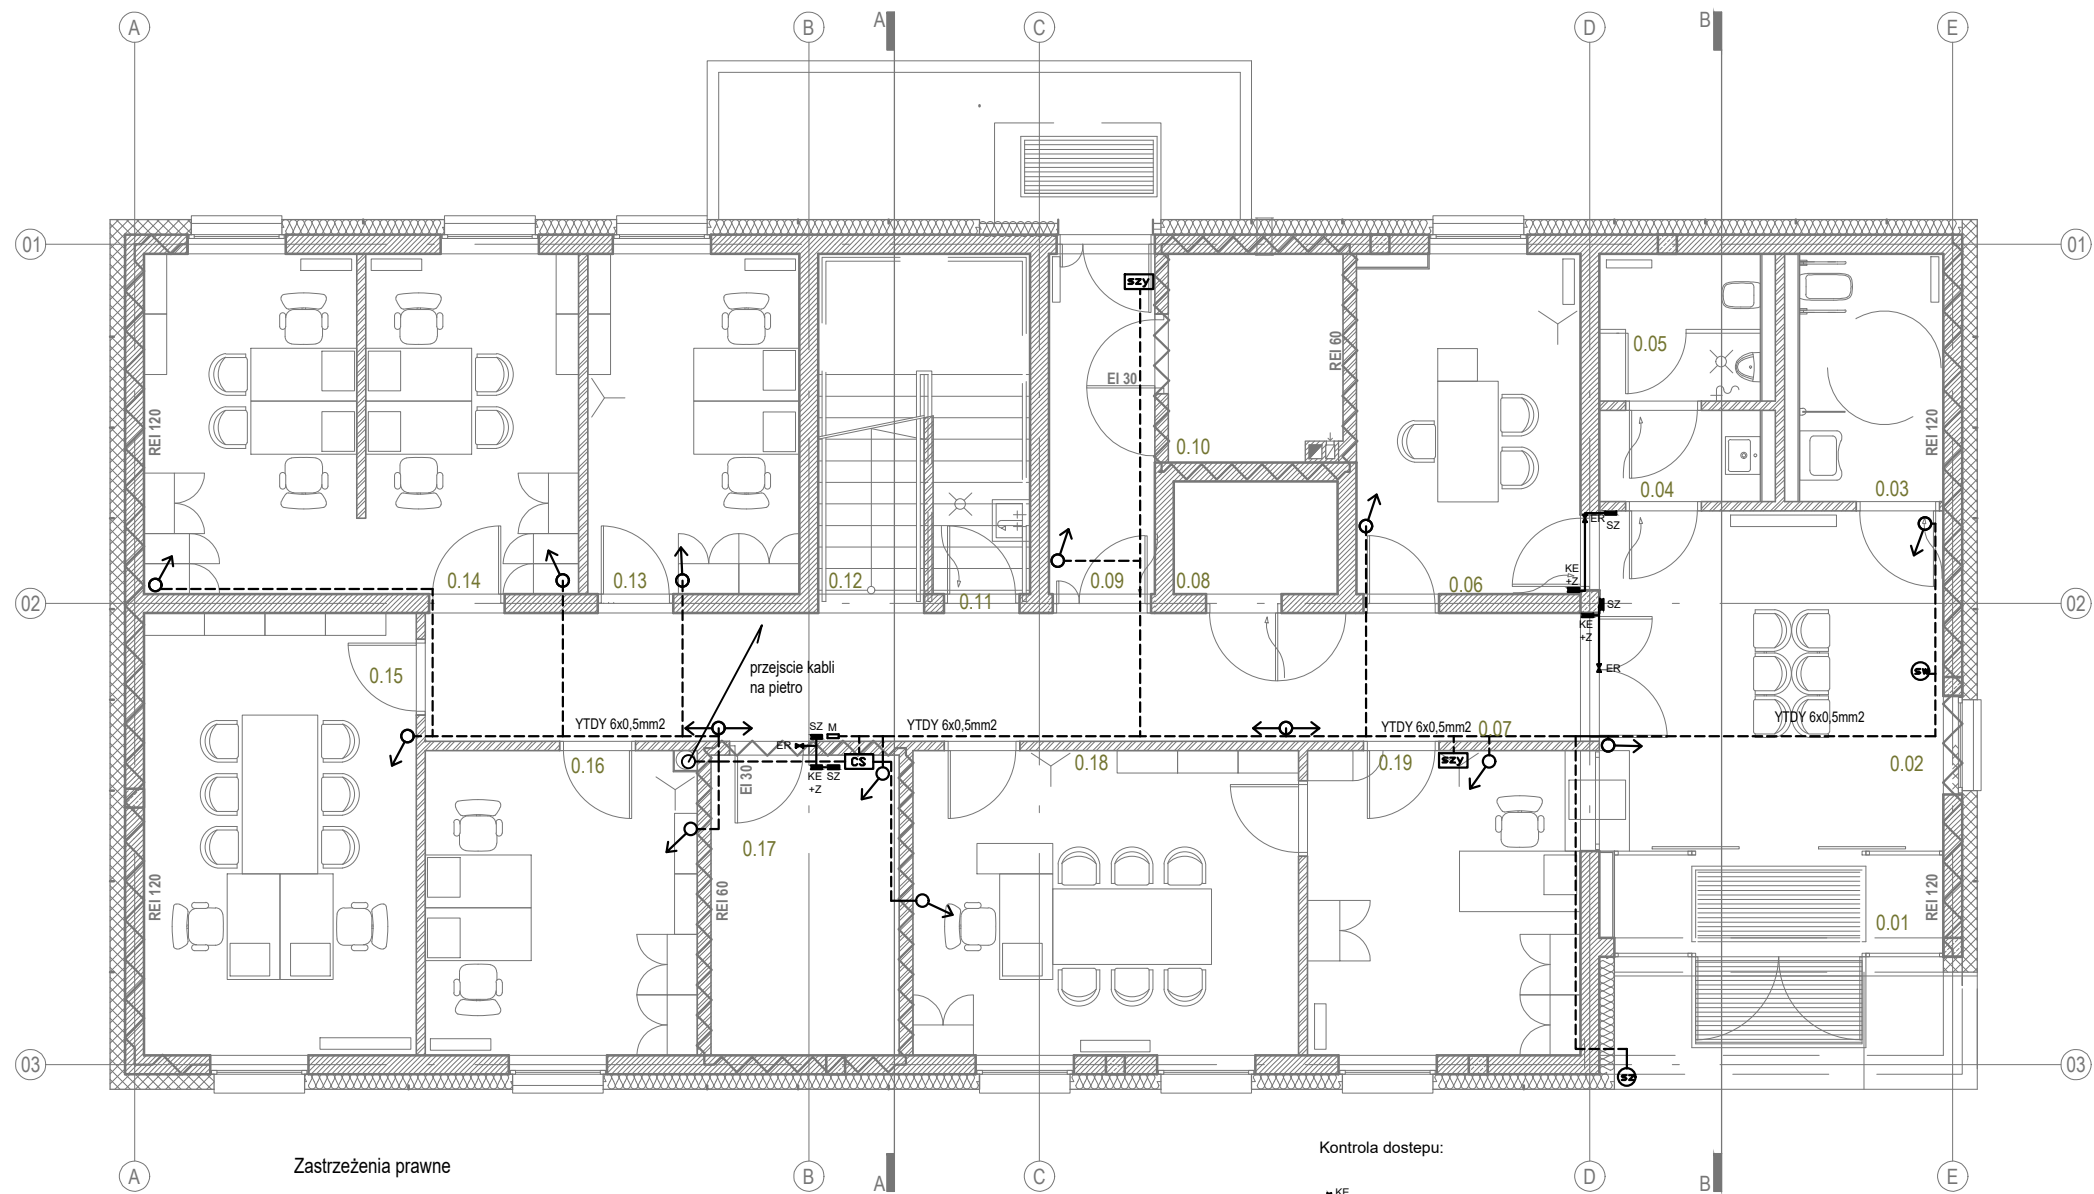 A
B
A
C
D
B
E
01
01
szy
0.05
EI 30
REI 60
REI 120
REI 120
0.10
0.04
0.03
ER
SZ
0.14
0.13
0.12
0.11
0.09
0.08
0.06
KE
+Z
02
02
SZ
KE
+Z
ER
0.15
przejscie kabli
na pietro
sw
YTDY 6x0,5mm2
SZ
M
YTDY 6x0,5mm2
YTDY 6x0,5mm2
0.07
YTDY 6x0,5mm2
ER
CS
szy
0.16
EI 30
KE
+Z
SZ
0.18
0.19
0.02
0.17
REI 120
REI 60
0.01
REI 120
03
03
sz
Zastrzeżenia prawne
Kontrola dostepu:
A
B
A
C
D
B
E
KE